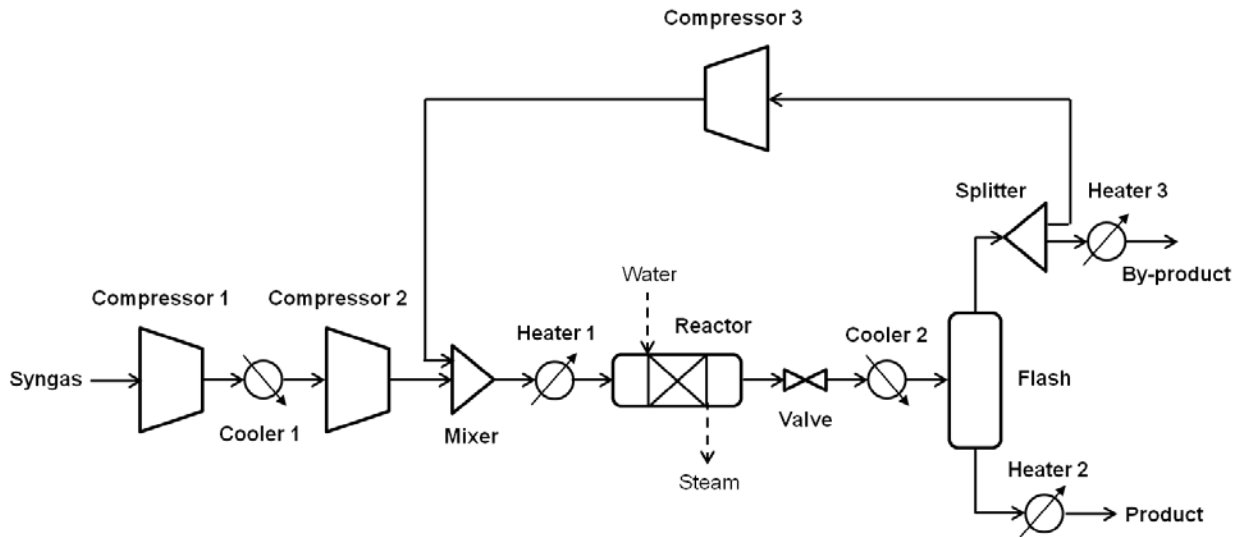 Compressor 3
Splitter
Heater 3
By-product
Water
Compressor 1
Compressor 2
Heater 1
Reactor
Cooler 2
Syngas
Flash
Cooler 1
Mixer
Valve
Steam
Heater 2
Product